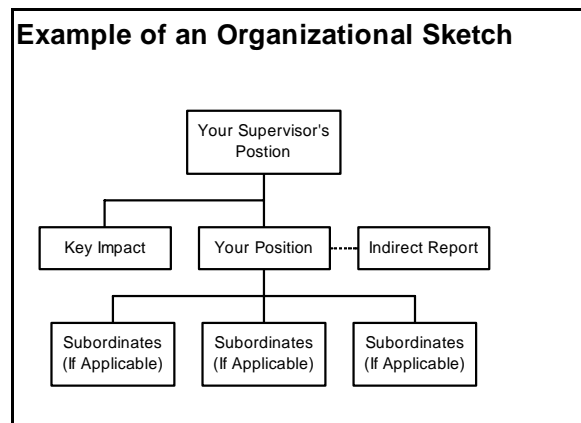 Example of an Organizational Sketch
Your Supervisor's
Postion
Key Impact
Your Position
Indirect Report
Subordinates
(If Applicable)
Subordinates
(If Applicable)
Subordinates
(If Applicable)